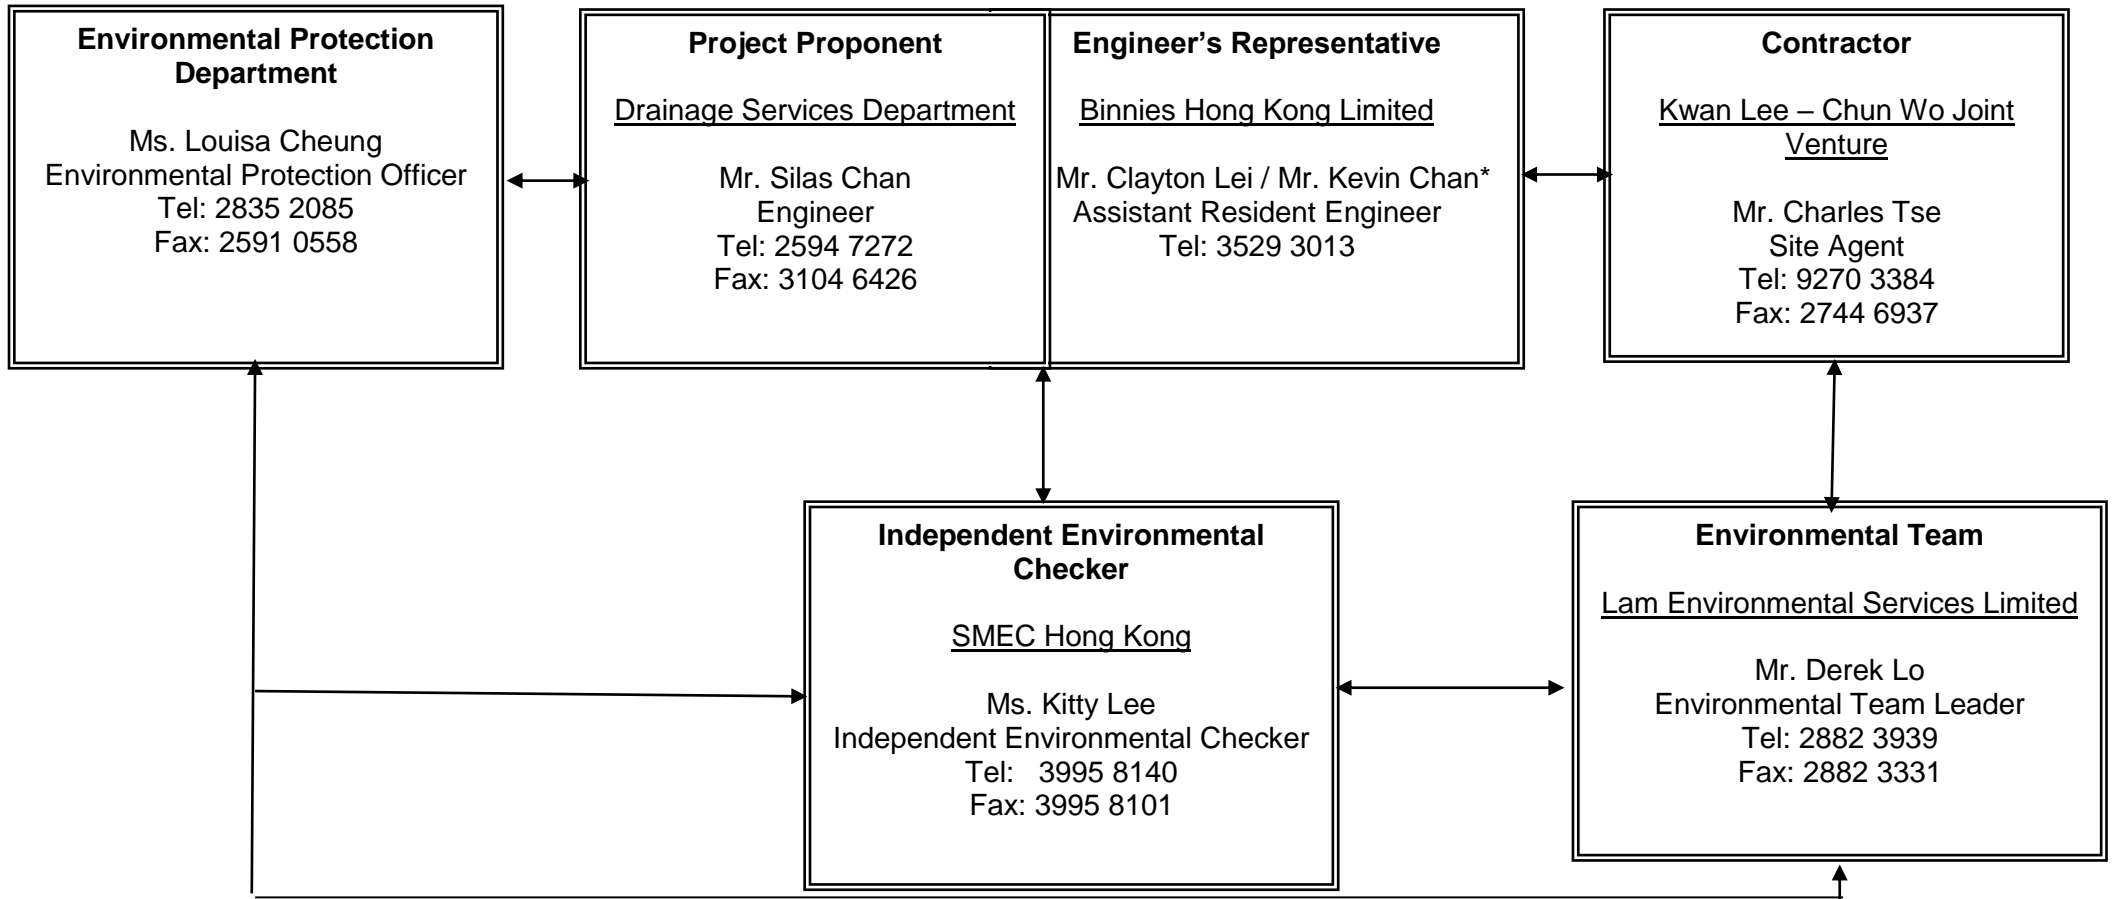 Environmental Protection
Department
Ms. Louisa Cheung
Environmental Protection Officer
Tel: 2835 2085
Fax: 2591 0558
Project Proponent
Drainage Services Department
Mr. Silas Chan
Engineer
Tel: 2594 7272
Fax: 3104 6426
Engineer’s Representative
Binnies Hong Kong Limited
Mr. Clayton Lei / Mr. Kevin Chan*
Assistant Resident Engineer
Tel: 3529 3013
Contractor
Kwan Lee – Chun Wo Joint
Venture
Mr. Charles Tse
Site Agent
Tel: 9270 3384
Fax: 2744 6937
Independent Environmental
Checker
SMEC Hong Kong
Ms. Kitty Lee
Independent Environmental Checker
Tel:   3995 8140
Fax: 3995 8101
Environmental Team
Lam Environmental Services Limited
Mr. Derek Lo
Environmental Team Leader
Tel: 2882 3939
Fax: 2882 3331